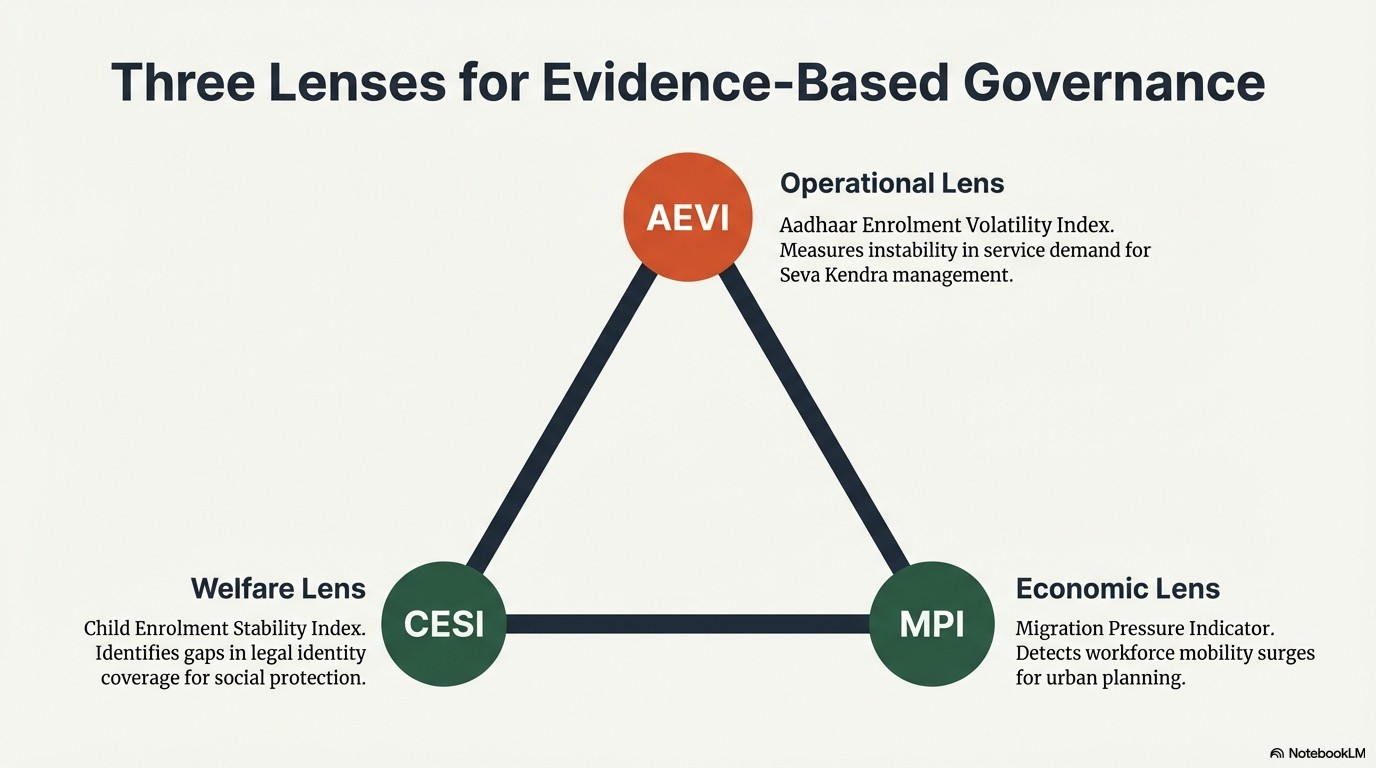 Three Lenses for Evidence-Based Governance
AEVI
Operational Lens
Aadhaar Enrolment Volatility Index.
Measures instability in service demand for
Seva Kendra management.
Welfare Lens
Child Enrolment Stability Index.
Identifies gaps in legal identity
coverage for social protection.
CESI
MPI
Economic Lens
Migration Pressure Indicator.
Detects workforce mobility surges
for urban planning.
NotebookLM